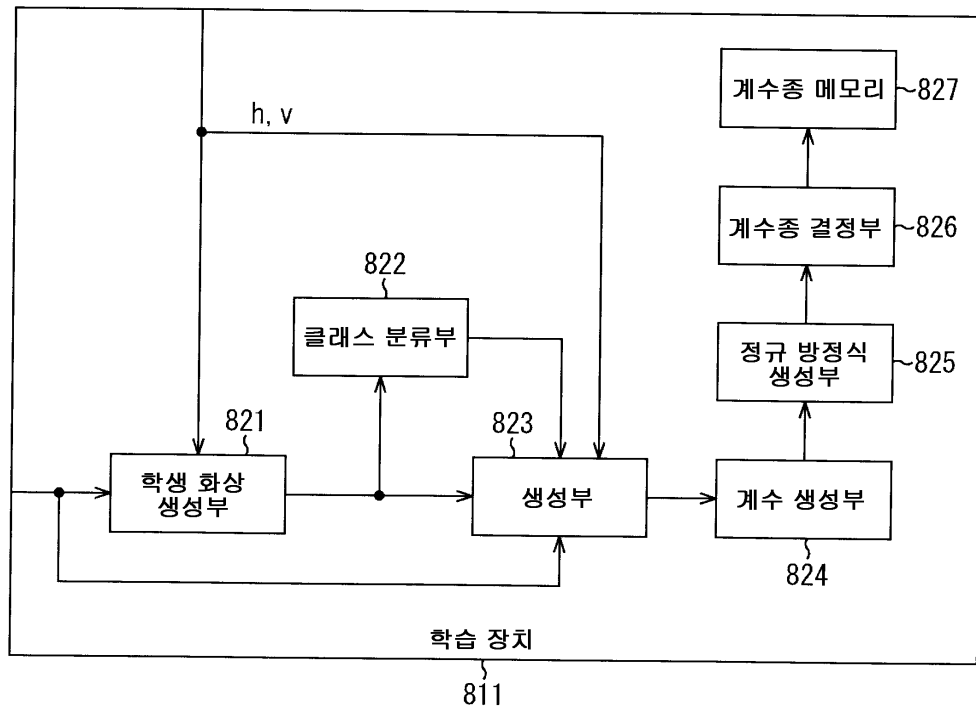 계수종 메모리
827
h, v
계수종 결정부
826
822
클래스 분류부
정규 방정식
생성부
825
821
823
학생 화상
생성부
생성부
계수 생성부
824
학습 장치
811